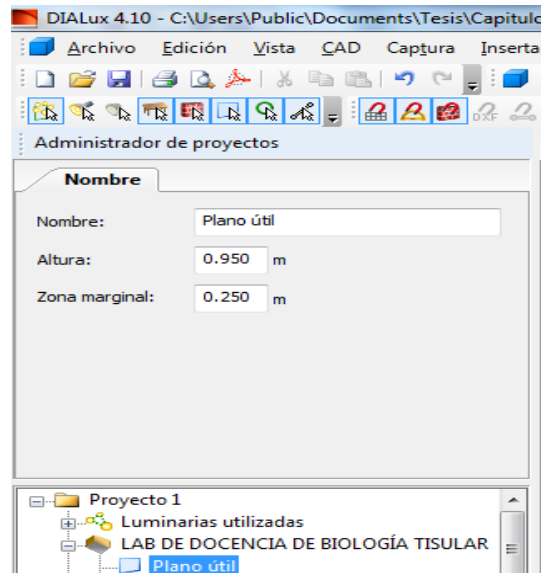 DIALux 4.10 - C:\Users\Public\Documents\Tesis\Capitulo
Archivo Edición Vista CAD Captura Inserta
DXF
Administrador de proyectos
Nombre
Nombre: Plano útil
Altura: 0.950 m
Zona marginal: 0.250 m
Proyecto 1
Luminarias utilizadas
LAB DE DOCENCIA DE BIOLOGÍA TISULAR
Plano útil